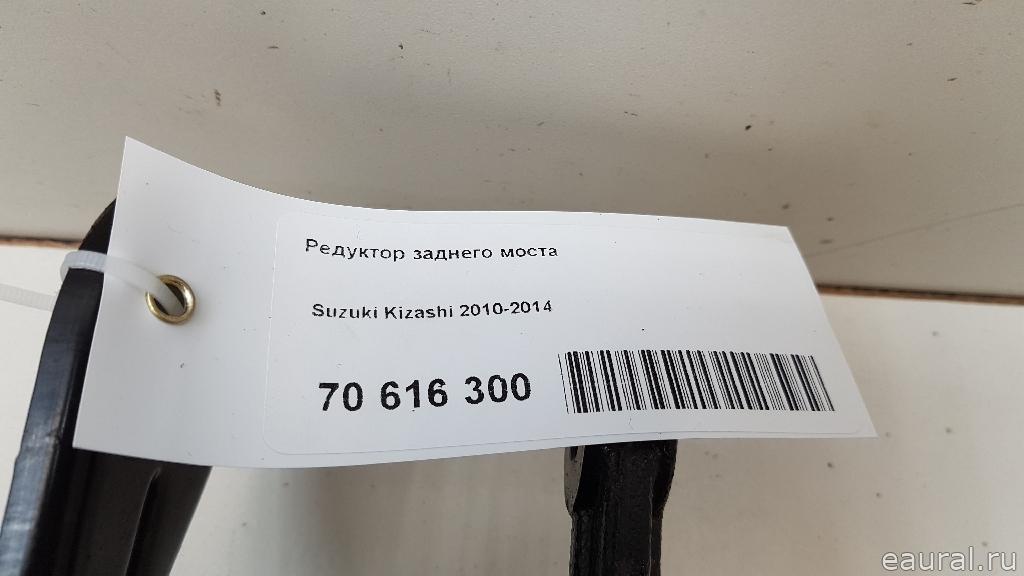 Редуктор заднего моста
Suzuki Kizashi 2010-2014
70 616 300
eaural.ru